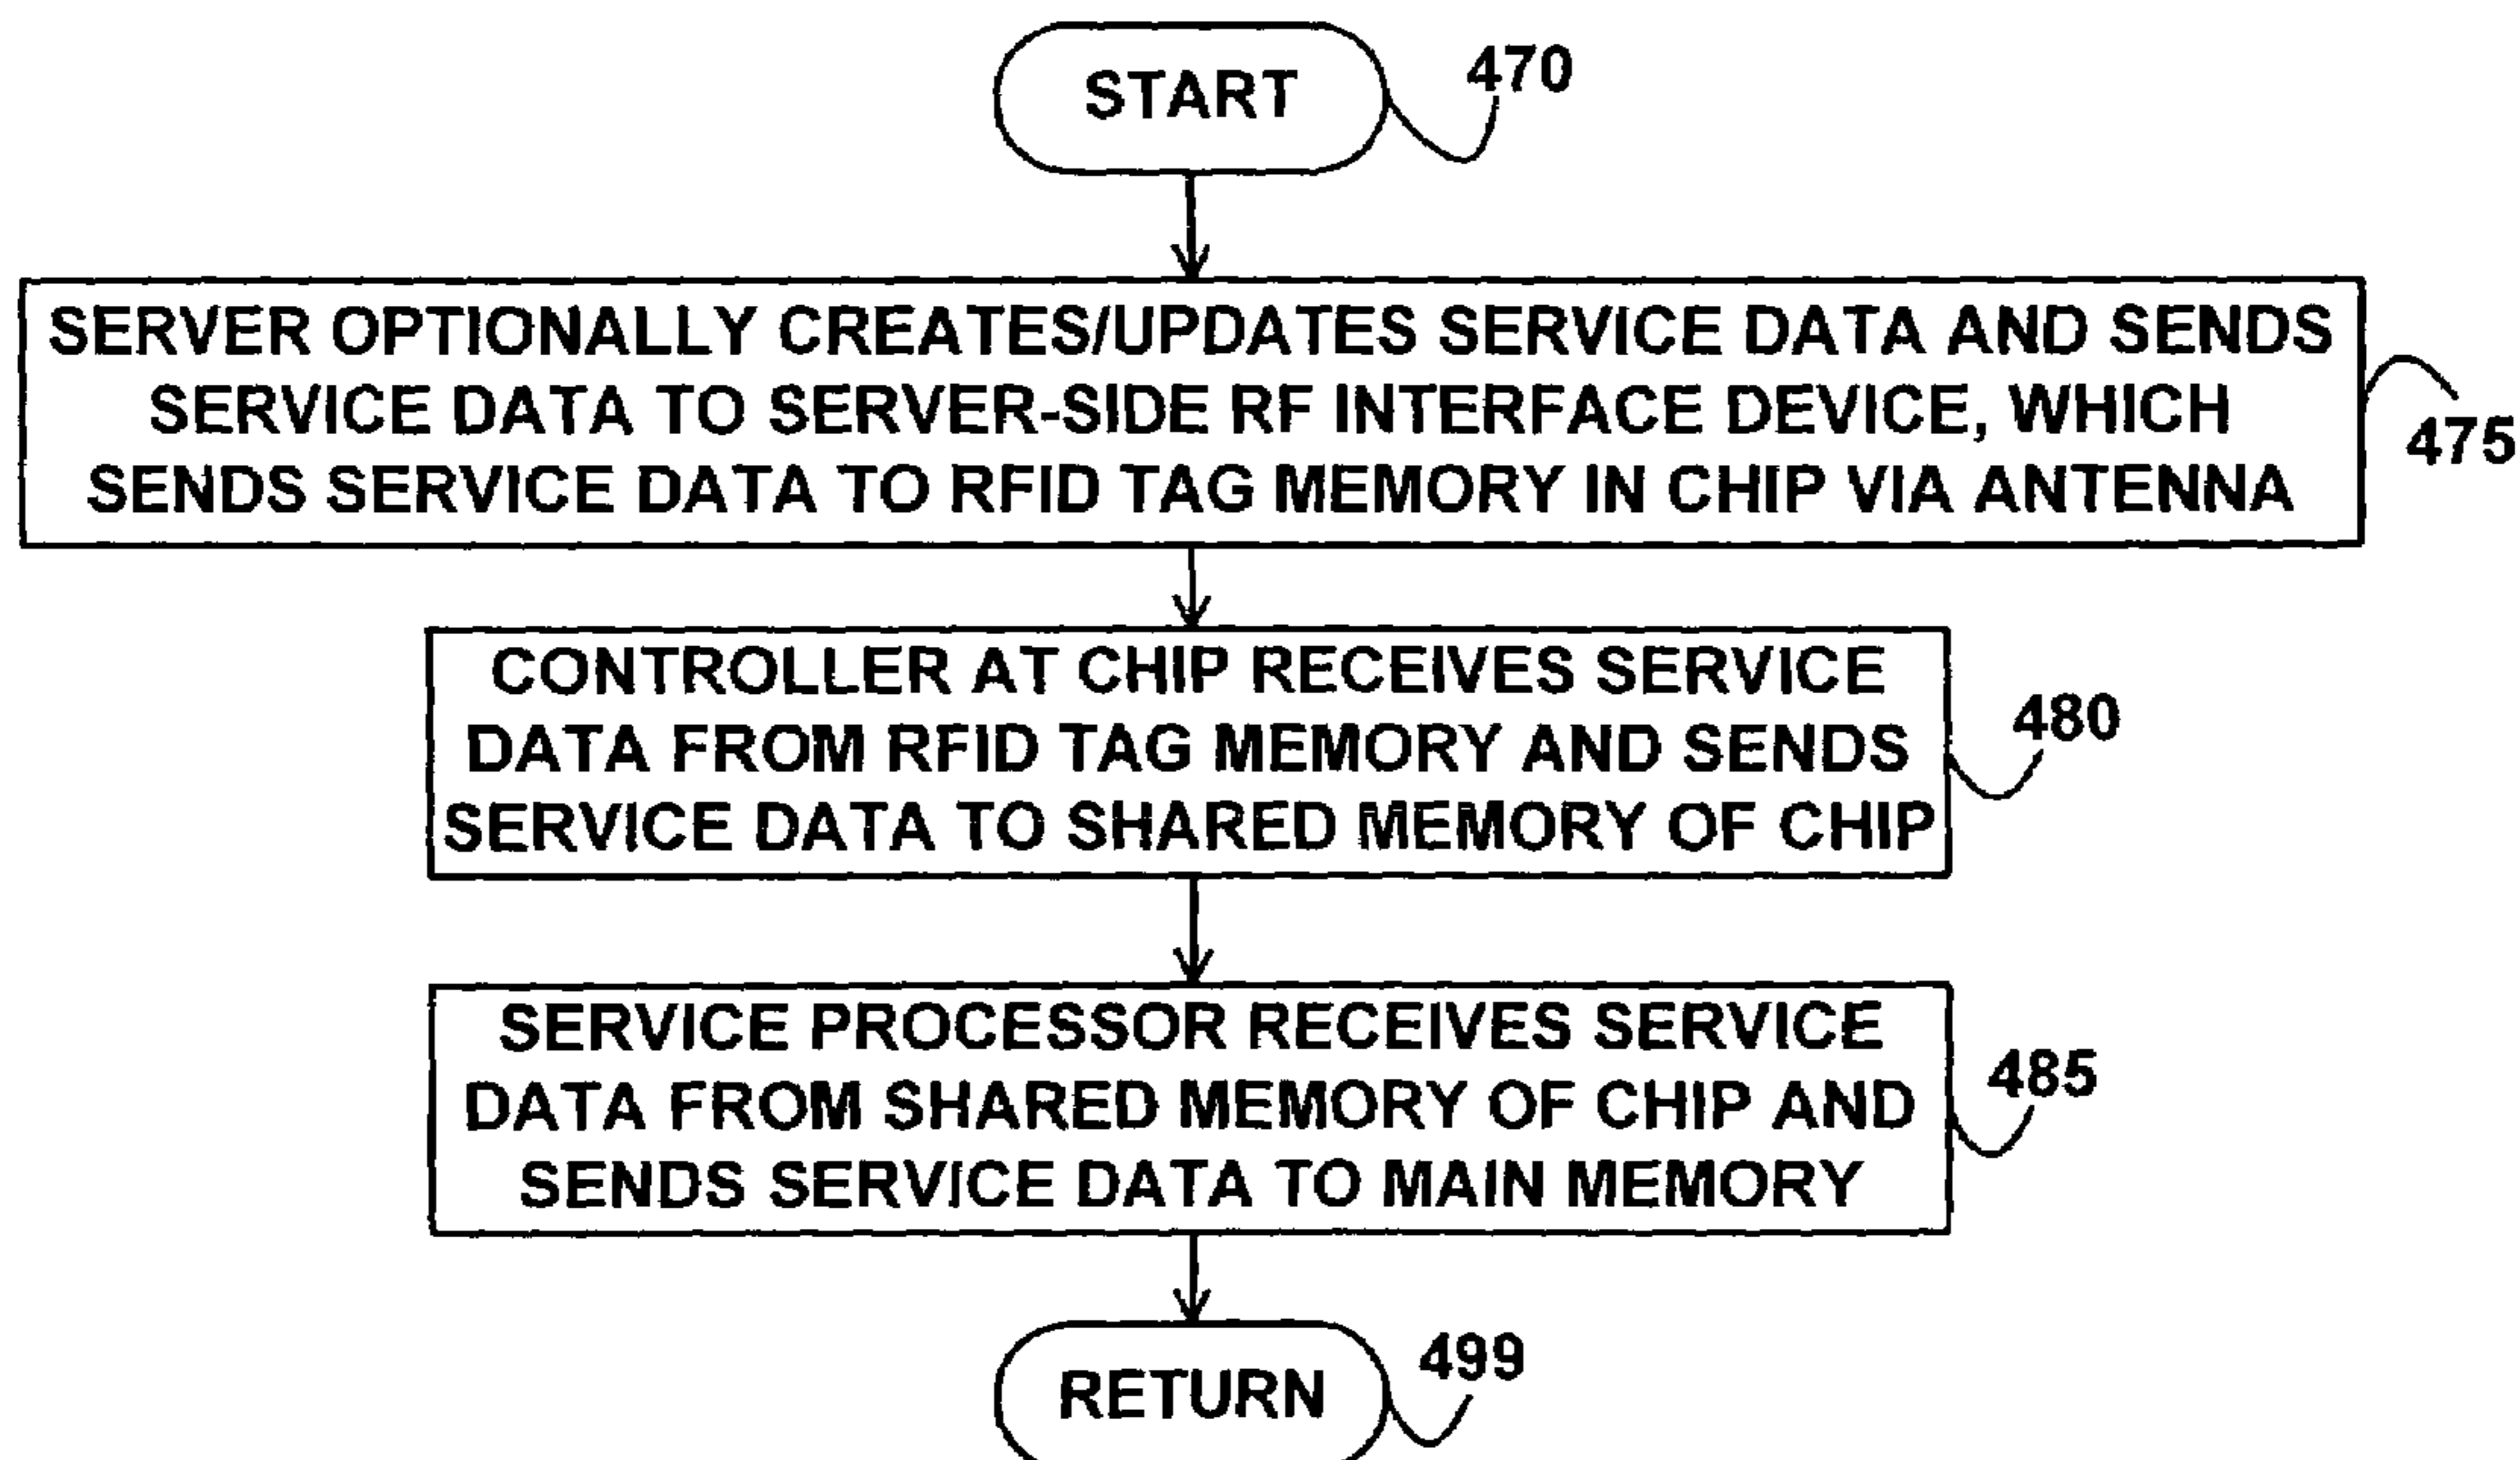 START
470
SERVER OPTIONALLY CREATES/UPDATES SERVICE DATA AND SENDS
SERVICE DATA TO SERVER-SIDE RF INTERFACE DEVICE, WHICH
SENDS SERVICE DATA TO RFID TAG MEMORY IN CHIP VIA ANTENNA
475
CONTROLLER AT CHIP RECEIVES SERVICE
DATA FROM RFID TAG MEMORY AND SENDS
SERVICE DATA TO SHARED MEMORY OF CHIP
480
SERVICE PROCESSOR RECEIVES SERVICE
DATA FROM SHARED MEMORY OF CHIP AND
SENDS SERVICE DATA TO MAIN MEMORY
485
RETURN
499